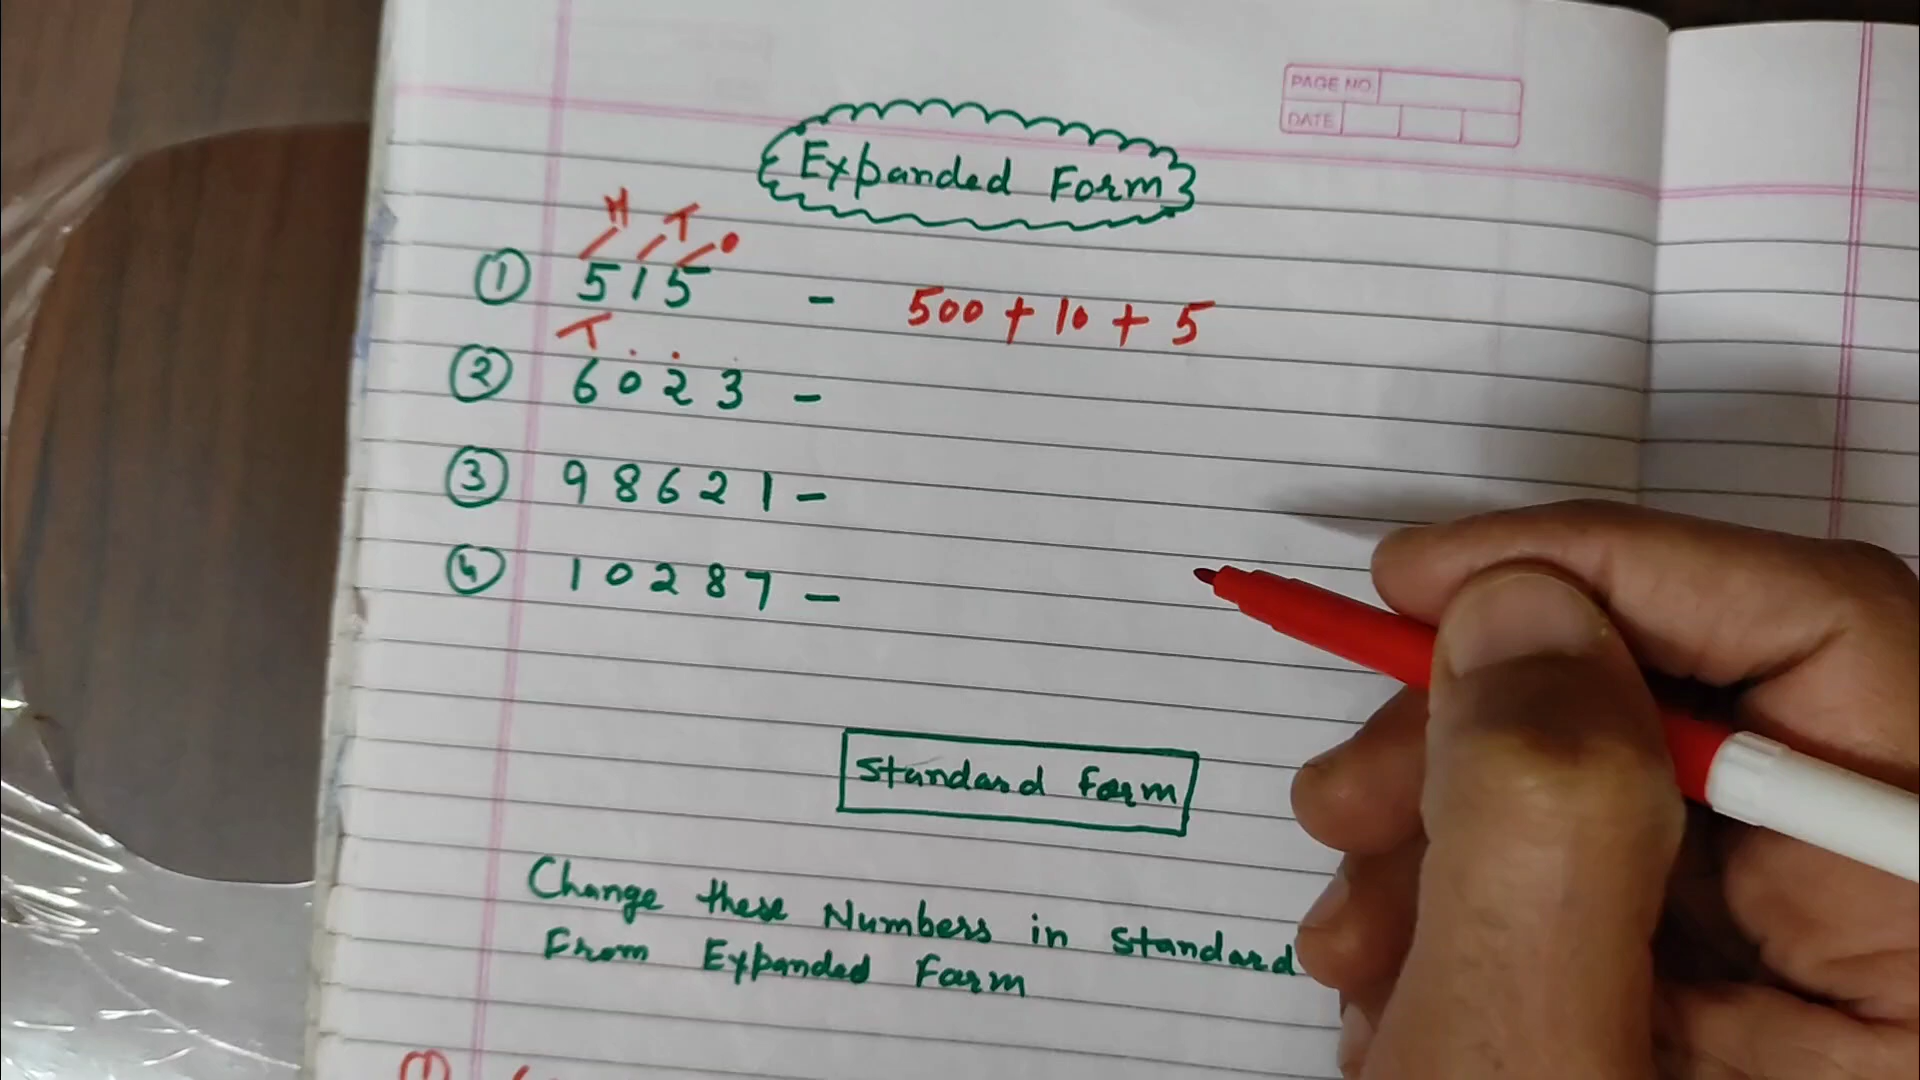 PAGE NO.
DATE
Expanded Form
H T O
① 515 - 500 + 10 + 5
T
② 6023 -
③ 98621 -
④ 10287 -
Standard Form
Change these Numbers in Standard
From Expanded Form
(1)